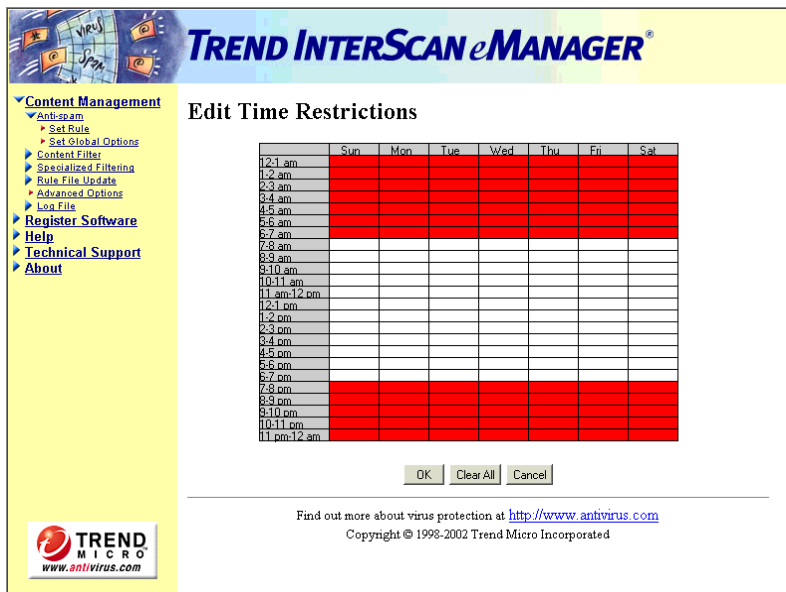 VIRUS
SPAM
TREND INTERSCAN eMANAGER®
Content Management
Anti-spam
Set Rule
Set Global Options
Content Filter
Specialized Filtering
Rule File Update
Advanced Options
Log File
Register Software
Help
Technical Support
About
Edit Time Restrictions
Sun Mon Tue Wed Thu Fri Sat
12-1 am
1-2 am
2-3 am
3-4 am
4-5 am
5-6 am
6-7 am
7-8 am
8-9 am
9-10 am
10-11 am
11 am-12 pm
12-1 pm
1-2 pm
2-3 pm
3-4 pm
4-5 pm
5-6 pm
6-7 pm
7-8 pm
8-9 pm
9-10 pm
10-11 pm
11 pm-12 am
OK Clear All Cancel
Find out more about virus protection at http://www.antivirus.com
Copyright © 1998-2002 Trend Micro Incorporated
TREND
MICRO
www.antivirus.com